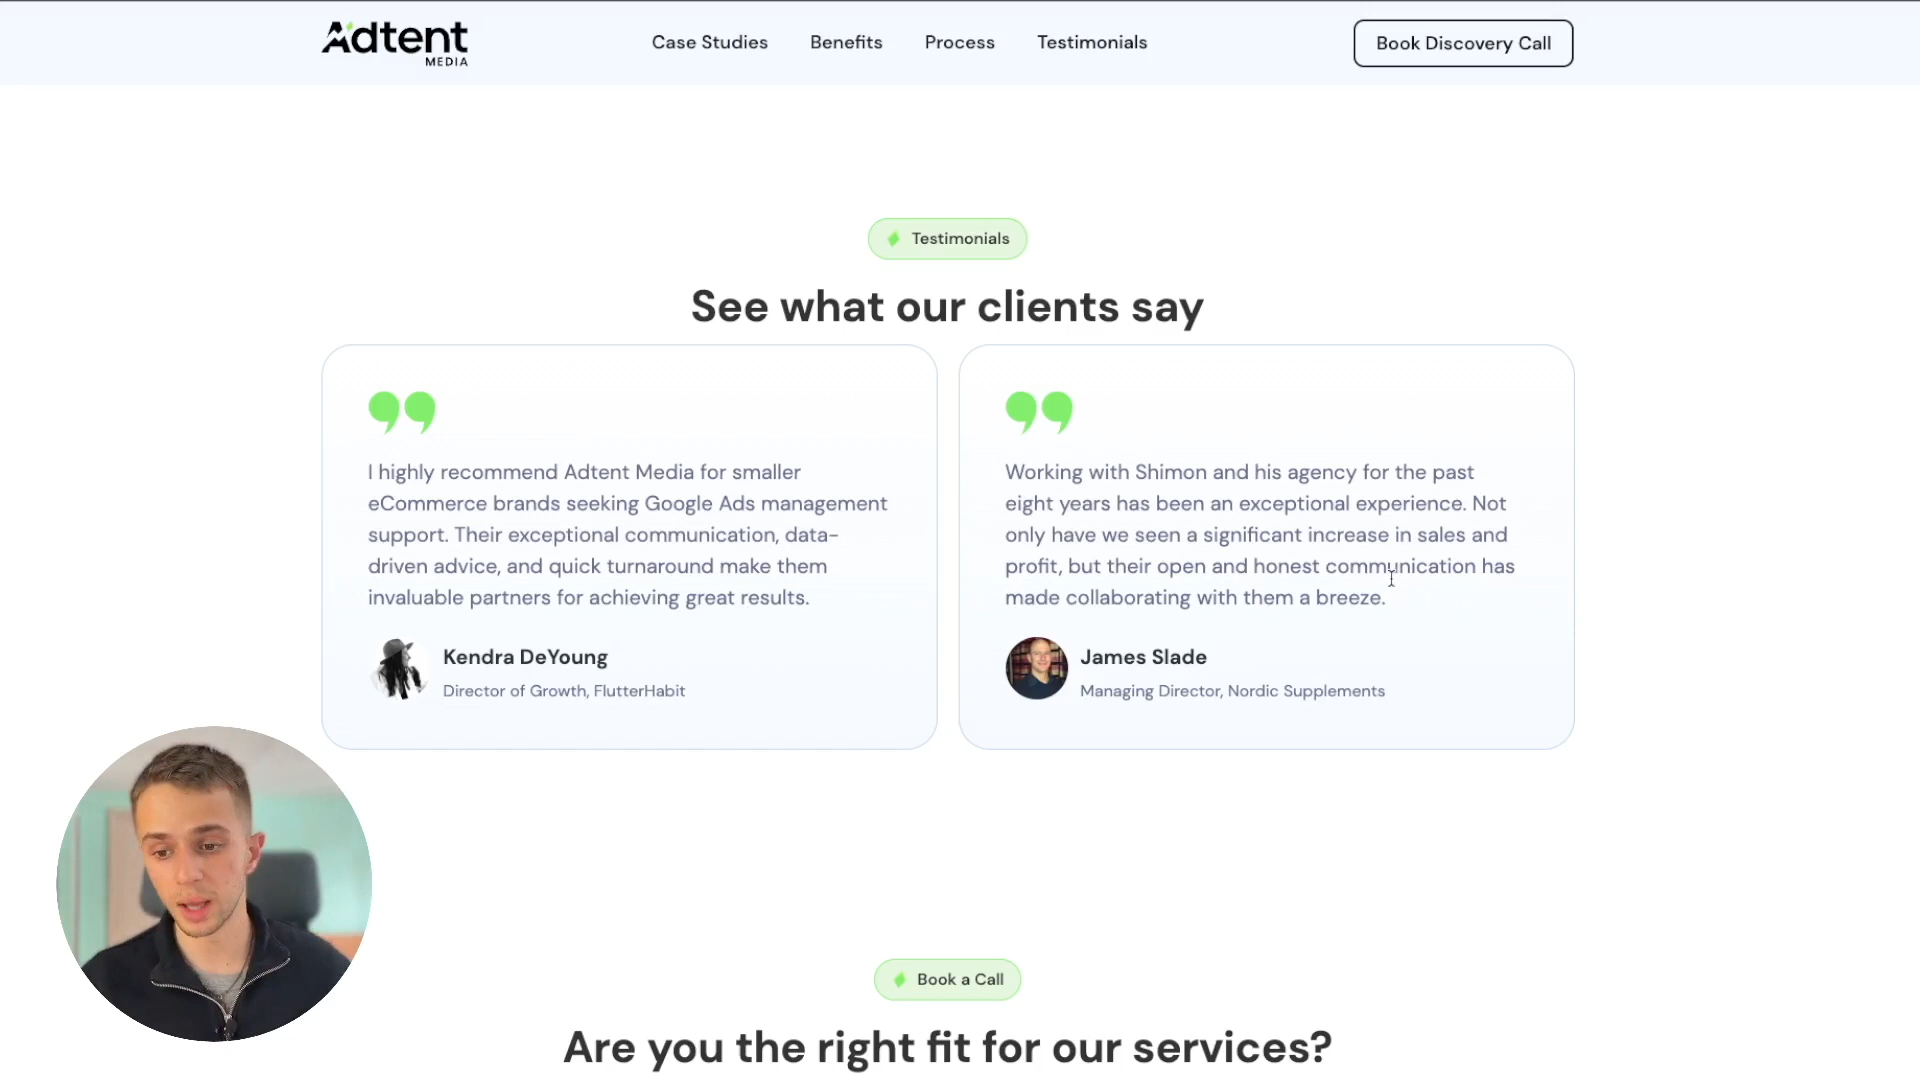 Adtent
MEDIA
Case Studies
Benefits
Process
Testimonials
Book Discovery Call
Testimonials
See what our clients say
I highly recommend Adtent Media for smaller
eCommerce brands seeking Google Ads management
support. Their exceptional communication, data-
driven advice, and quick turnaround make them
invaluable partners for achieving great results.
Kendra DeYoung
Director of Growth, FlutterHabit
Working with Shimon and his agency for the past
eight years has been an exceptional experience. Not
only have we seen a significant increase in sales and
profit, but their open and honest communication has
made collaborating with them a breeze.
James Slade
Managing Director, Nordic Supplements
Book a Call
Are you the right fit for our services?